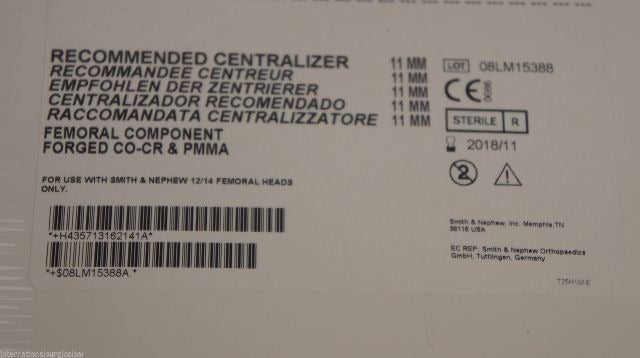 RECOMMENDED CENTRALIZER 11 MM
RECOMMANDEE CENTREUR 11 MM
EMPFOHLEN DER ZENTRIERER 11 MM
CENTRALIZADOR RECOMENDADO 11 MM
RACCOMANDATA CENTRALIZZATORE 11 MM
FEMORAL COMPONENT
FORGED CO-CR & PMMA
FOR USE WITH SMITH & NEPHEW 12/14 FEMORAL HEADS
ONLY.
*+H435713162141A*
*+$08LM15388A.*
LOT 08LM15388
CE 0086
STERILE R
2018/11
2
Smith & Nephew, Inc. Memphis, TN
38116 USA
EC REP: Smith & Nephew Orthopaedics
GmbH, Tuttlingen, Germany